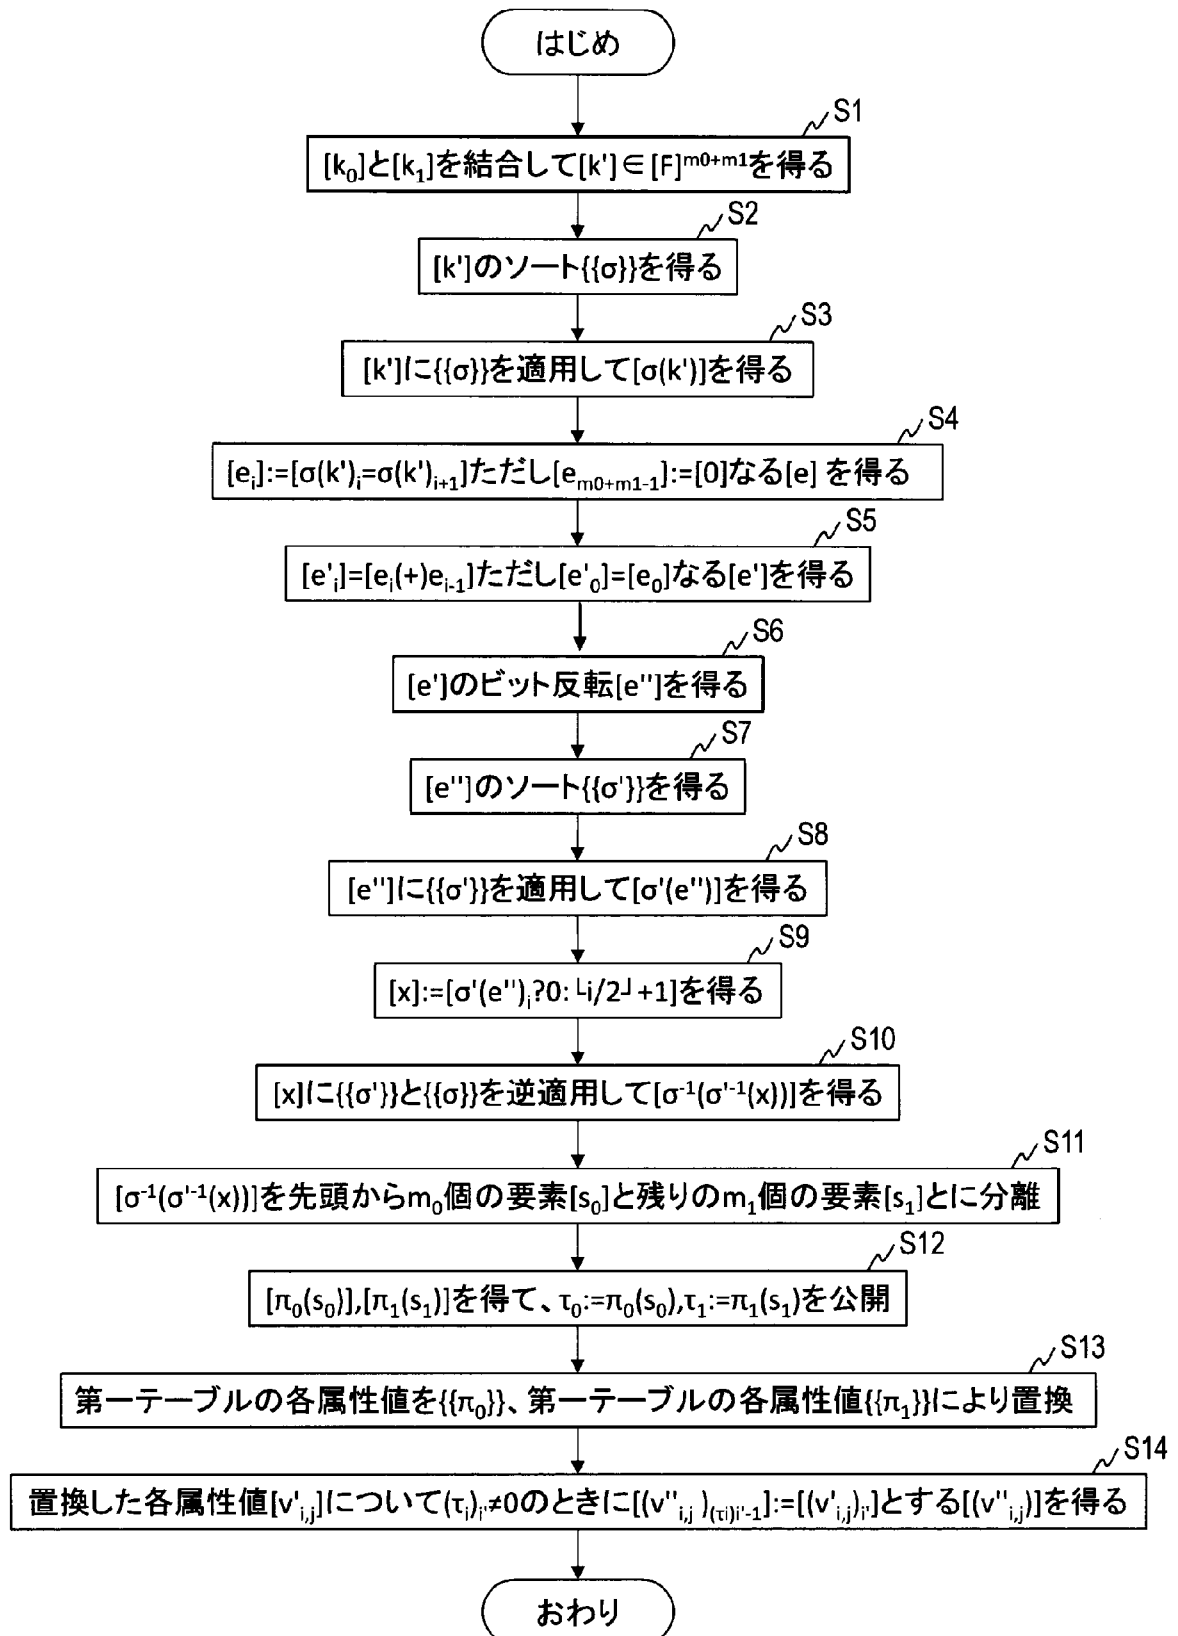 はじめ
S1
[k₀]と[k₁]を結合して[k']∈[F]ᵐ⁰⁺ᵐ¹を得る
S2
[k']のソート{{σ}}を得る
S3
[k']に{{σ}}を適用して[σ(k')]を得る
S4
[e_i]:=[σ(k')_i=σ(k')_{i+1}]ただし[e_{m0+m1-1}]:=[0]なる[e] を得る
S5
[e'_i]=[e_i(+)e_{i-1}]ただし[e'_0]=[e_0]なる[e']を得る
S6
[e']のビット反転[e'']を得る
S7
[e'']のソート{{σ'}}を得る
S8
[e'']に{{σ'}}を適用して[σ'(e'')]を得る
S9
[x]:=[σ'(e'')_i?0:└i/2┘+1]を得る
S10
[x]に{{σ'}}と{{σ}}を逆適用して[σ⁻¹(σ'⁻¹(x))]を得る
S11
[σ⁻¹(σ'⁻¹(x))]を先頭からm₀個の要素[s₀]と残りのm₁個の要素[s₁]とに分離
S12
[π₀(s₀)],[π₁(s₁)]を得て、τ₀:=π₀(s₀),τ₁:=π₁(s₁)を公開
S13
第一テーブルの各属性値を{{π₀}}、第一テーブルの各属性値{{π₁}}により置換
S14
置換した各属性値[v'_{i,j}]について(τ_i)_{i'}≠0のときに[(v''_{i,j})_{(τi)i'-1}]:=[(v'_{i,j})_{i'}]とする[(v''_{i,j})]を得る
おわり